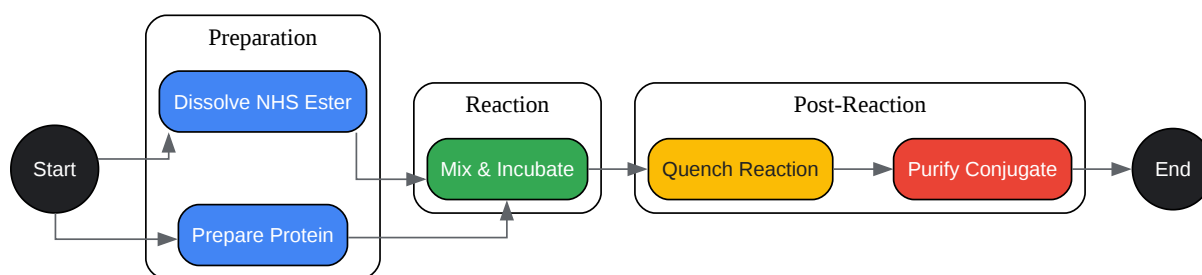 Preparation
Dissolve NHS Ester
Reaction
Post-Reaction
Start
Mix & Incubate
Quench Reaction
Purify Conjugate
End
Prepare Protein